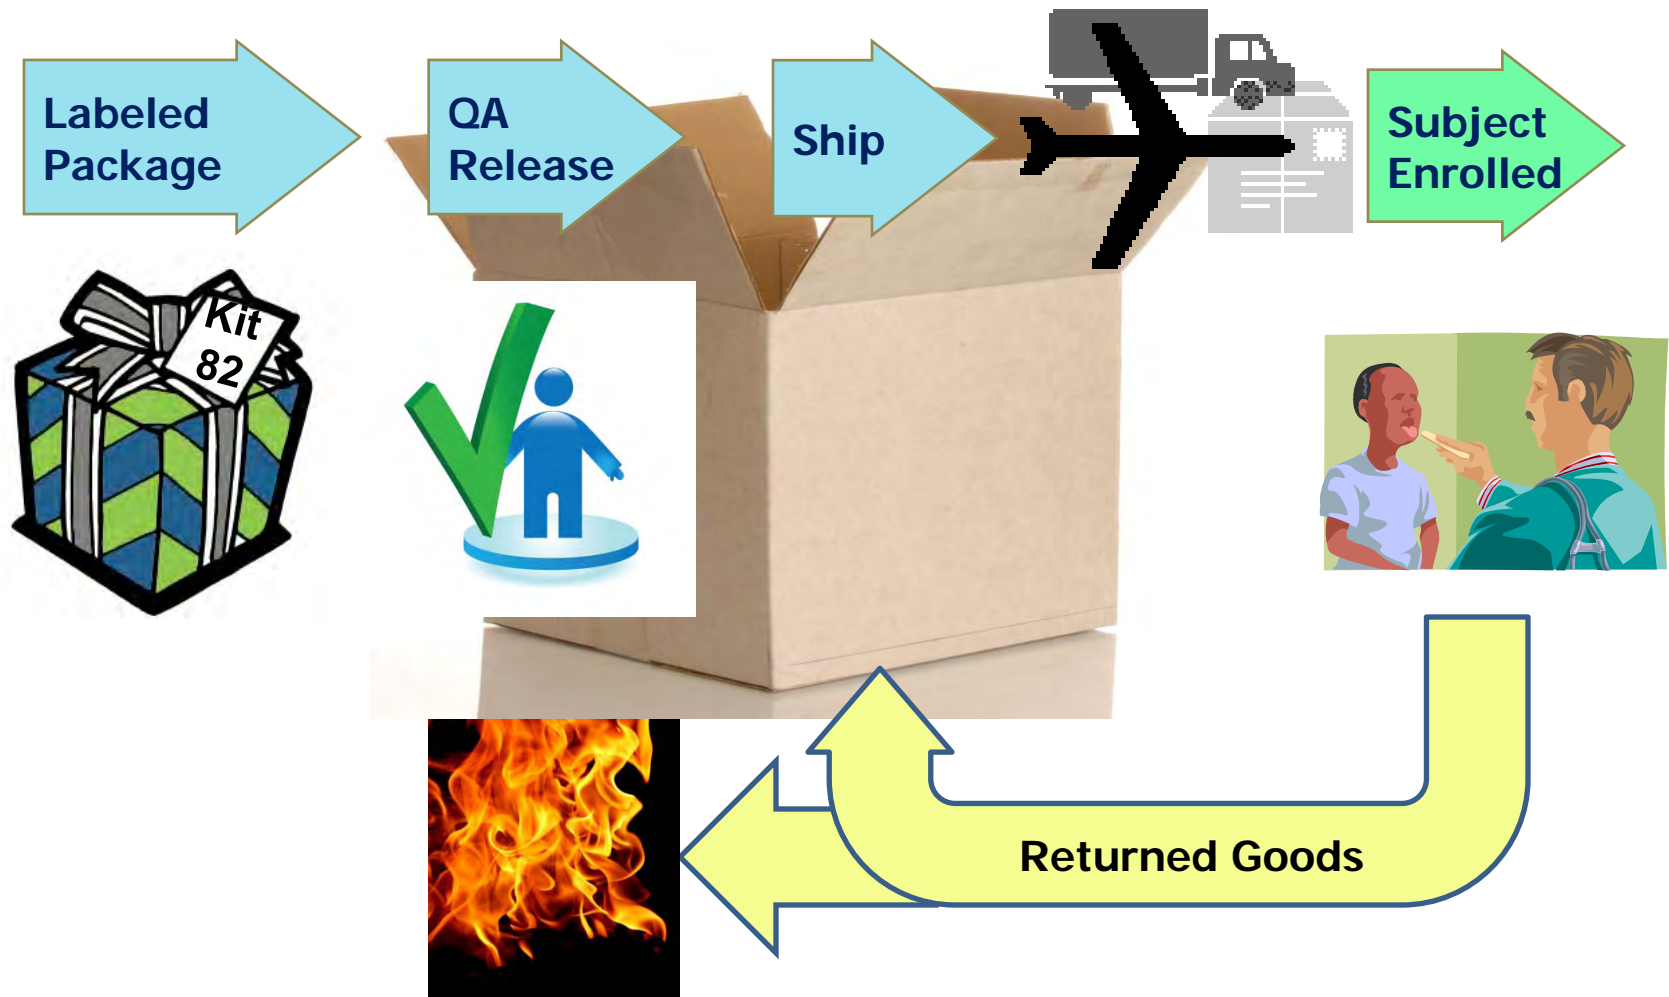 Labeled
Package
QA
Release
Ship
Subject
Enrolled
Kit
82
Returned Goods